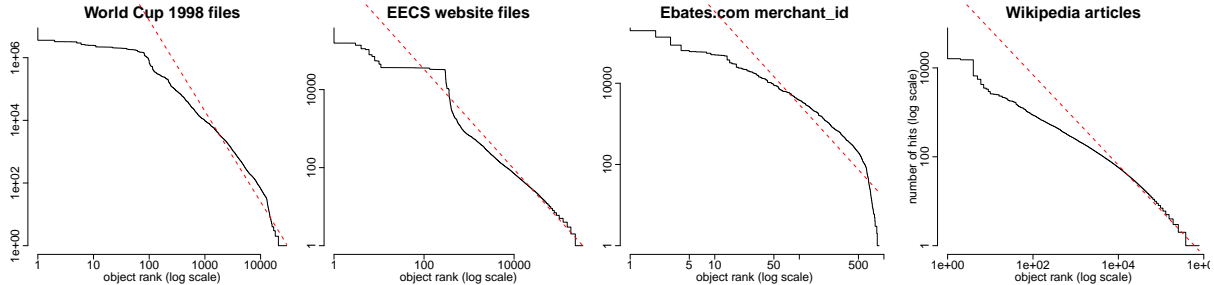 World Cup 1998 files
1e+06
1e+04
1e+02
1e+00
1 10 100 1000 10000
object rank (log scale)
EECS website files
10000
100
1
1 100 10000
object rank (log scale)
Ebates.com merchant_id
10000
100
1
1 5 10 50 500
object rank (log scale)
Wikipedia articles
number of hits (log scale)
10000
100
1
1e+00 1e+02 1e+04 1e+0
object rank (log scale)